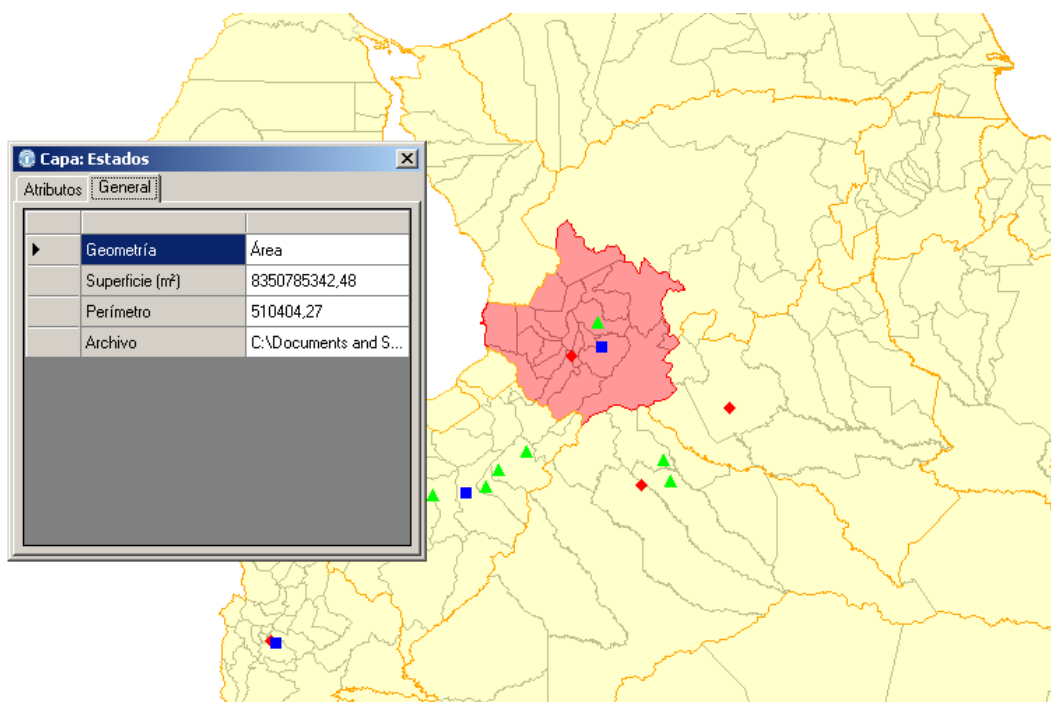 Capa: Estados
Atributos General
Geometría Área
Superficie (m²) 8350785342,48
Perímetro 510404,27
Archivo C:\Documents and S...